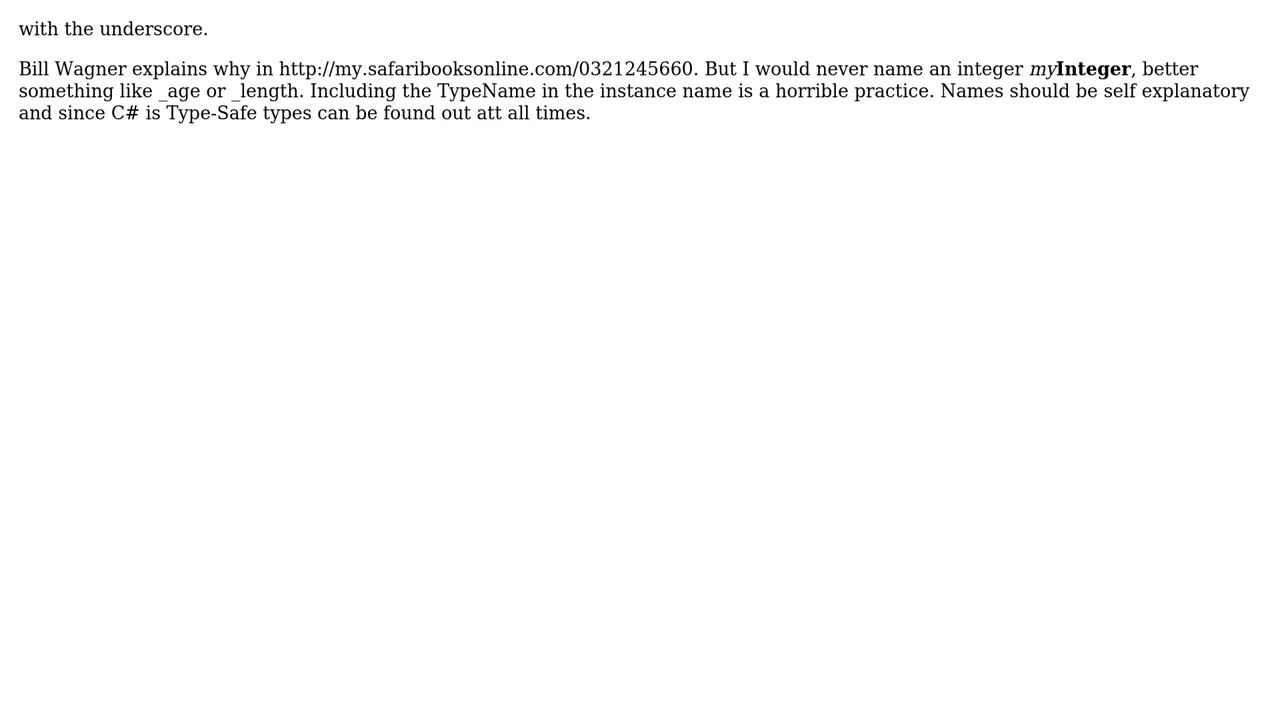 with the underscore.
Bill Wagner explains why in http://my.safaribooksonline.com/0321245660. But I would never name an integer myInteger, better
something like _age or _length. Including the TypeName in the instance name is a horrible practice. Names should be self explanatory
and since C# is Type-Safe types can be found out att all times.